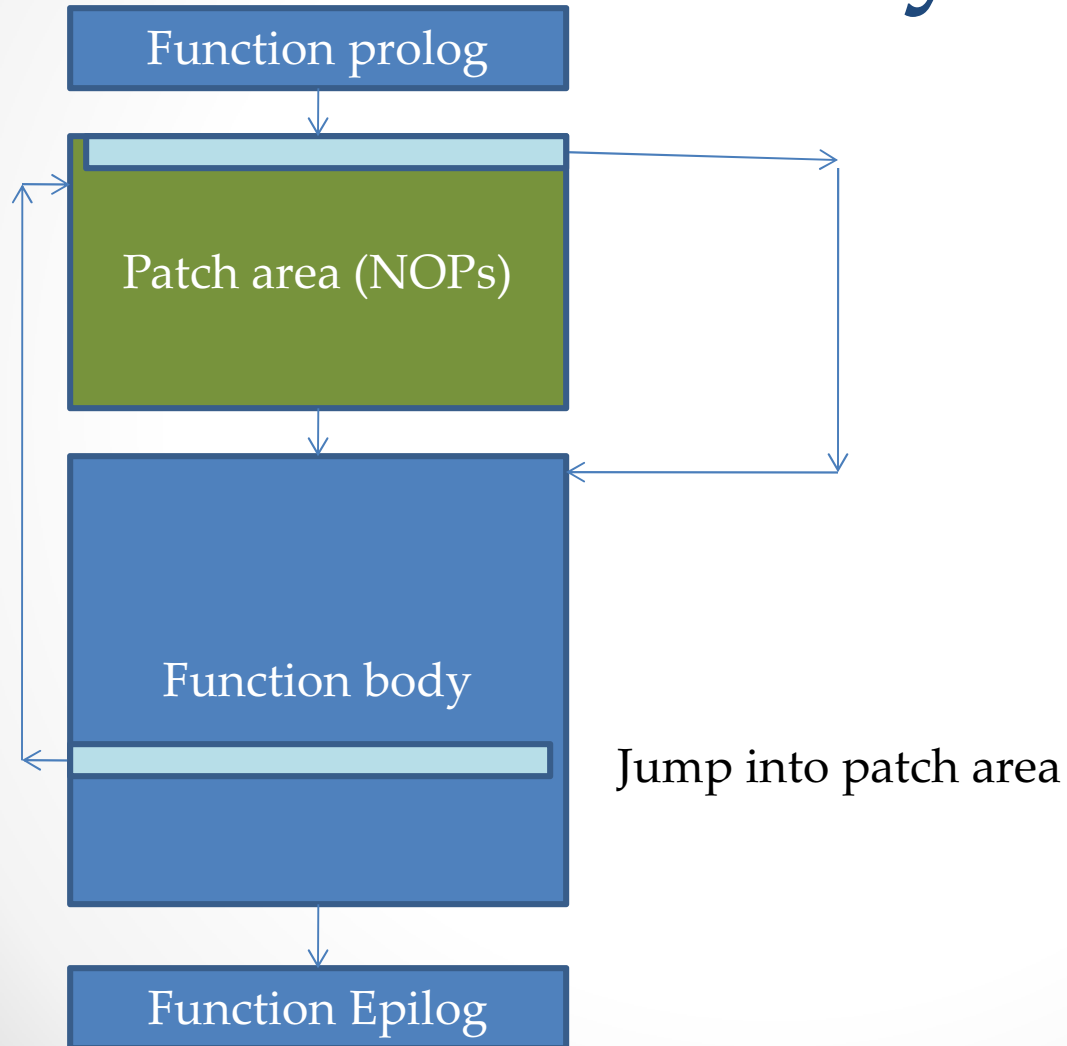 Function prolog
Patch area (NOPs)
Function body
Jump into patch area
Function Epilog